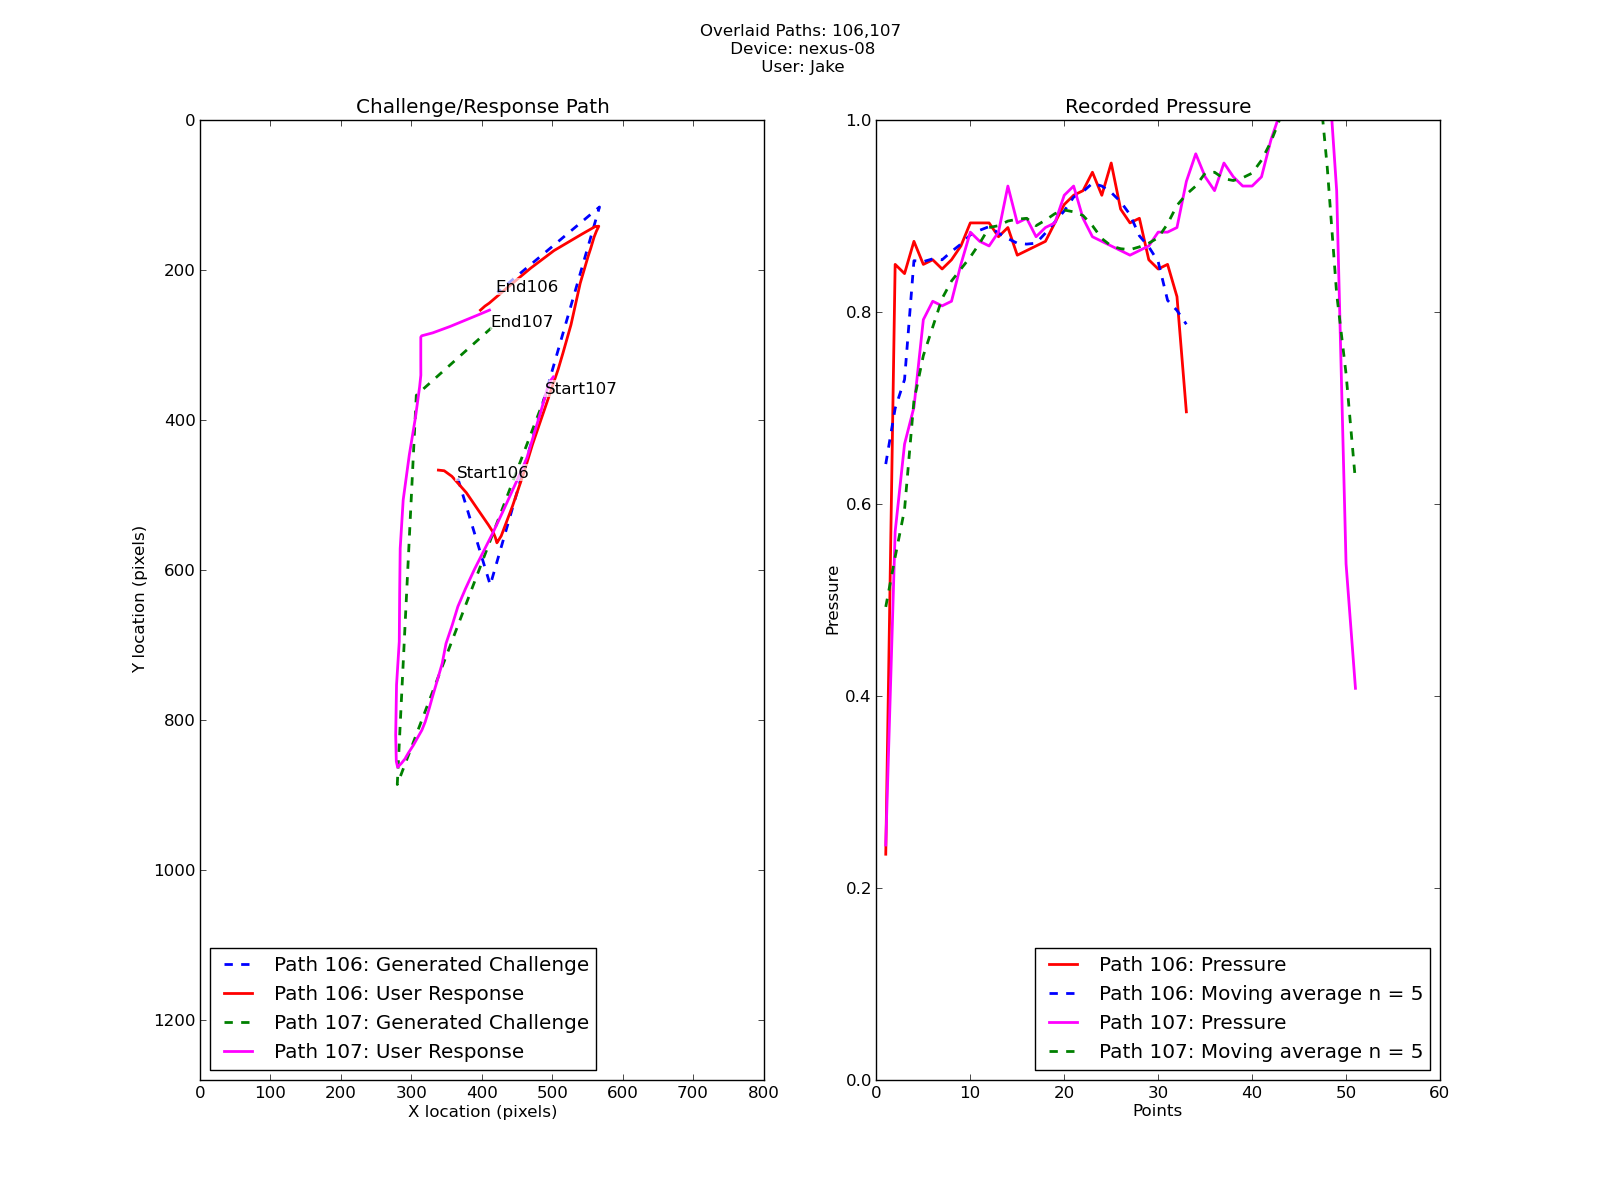 Overlaid Paths: 106,107
Device: nexus-08
User: Jake
Challenge/Response Path
0
200
400
600
800
1000
1200
Y location (pixels)
End106
End107
Start107
Start106
Path 106: Generated Challenge
Path 106: User Response
Path 107: Generated Challenge
Path 107: User Response
0 100 200 300 400 500 600 700 800
X location (pixels)
Recorded Pressure
1.0
0.8
0.6
0.4
0.2
0.0
Pressure
Path 106: Pressure
Path 106: Moving average n = 5
Path 107: Pressure
Path 107: Moving average n = 5
0 10 20 30 40 50 60
Points